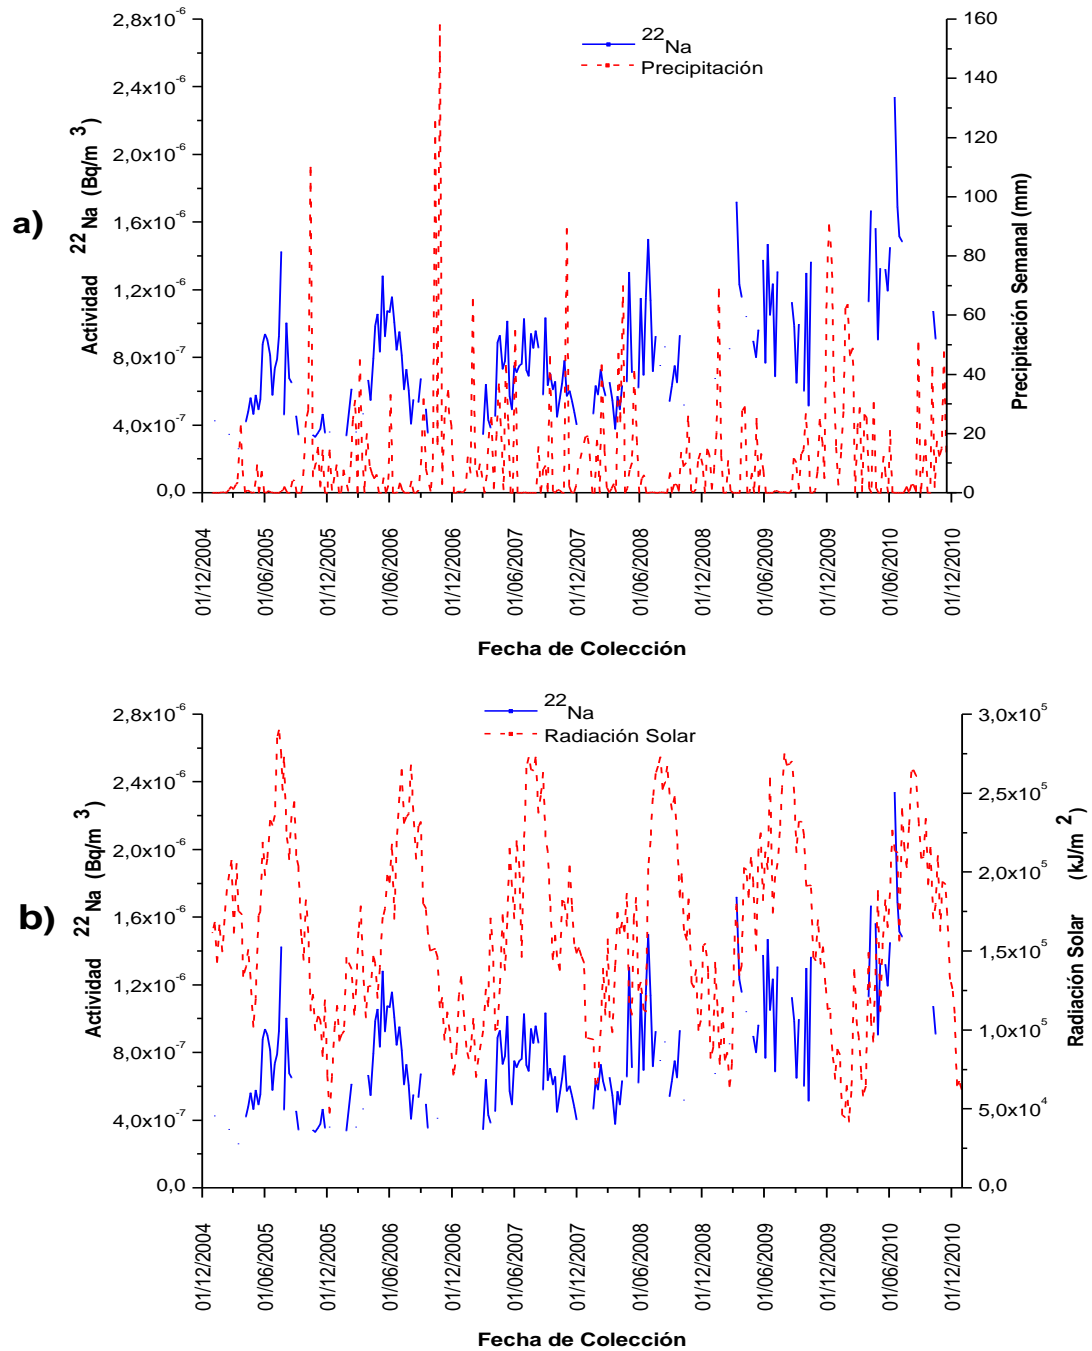 a)
Actividad ²²Na (Bq/m³)
2,8x10⁻⁶
2,4x10⁻⁶
2,0x10⁻⁶
1,6x10⁻⁶
1,2x10⁻⁶
8,0x10⁻⁷
4,0x10⁻⁷
0,0
²²Na
Precipitación
160
140
120
100
80
60
40
20
0
Precipitación Semanal (mm)
01/12/2004
01/06/2005
01/12/2005
01/06/2006
01/12/2006
01/06/2007
01/12/2007
01/06/2008
01/12/2008
01/06/2009
01/12/2009
01/06/2010
01/12/2010
Fecha de Colección
b)
Actividad ²²Na (Bq/m³)
2,8x10⁻⁶
2,4x10⁻⁶
2,0x10⁻⁶
1,6x10⁻⁶
1,2x10⁻⁶
8,0x10⁻⁷
4,0x10⁻⁷
0,0
²²Na
Radiación Solar
3,0x10⁵
2,5x10⁵
2,0x10⁵
1,5x10⁵
1,0x10⁵
5,0x10⁴
0,0
Radiación Solar (kJ/m²)
01/12/2004
01/06/2005
01/12/2005
01/06/2006
01/12/2006
01/06/2007
01/12/2007
01/06/2008
01/12/2008
01/06/2009
01/12/2009
01/06/2010
01/12/2010
Fecha de Colección